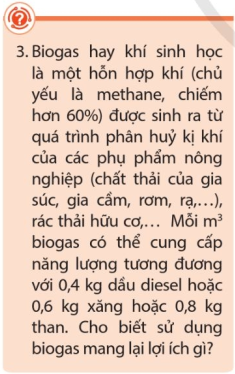 3. Biogas hay khí sinh học
là một hỗn hợp khí (chủ
yếu là methane, chiếm
hơn 60%) được sinh ra từ
quá trình phân huỷ kị khí
của các phụ phẩm nông
nghiệp (chất thải của gia
súc, gia cầm, rơm, rạ,…),
rác thải hữu cơ,… Mỗi m³
biogas có thể cung cấp
năng lượng tương đương
với 0,4 kg dầu diesel hoặc
0,6 kg xăng hoặc 0,8 kg
than. Cho biết sử dụng
biogas mang lại lợi ích gì?